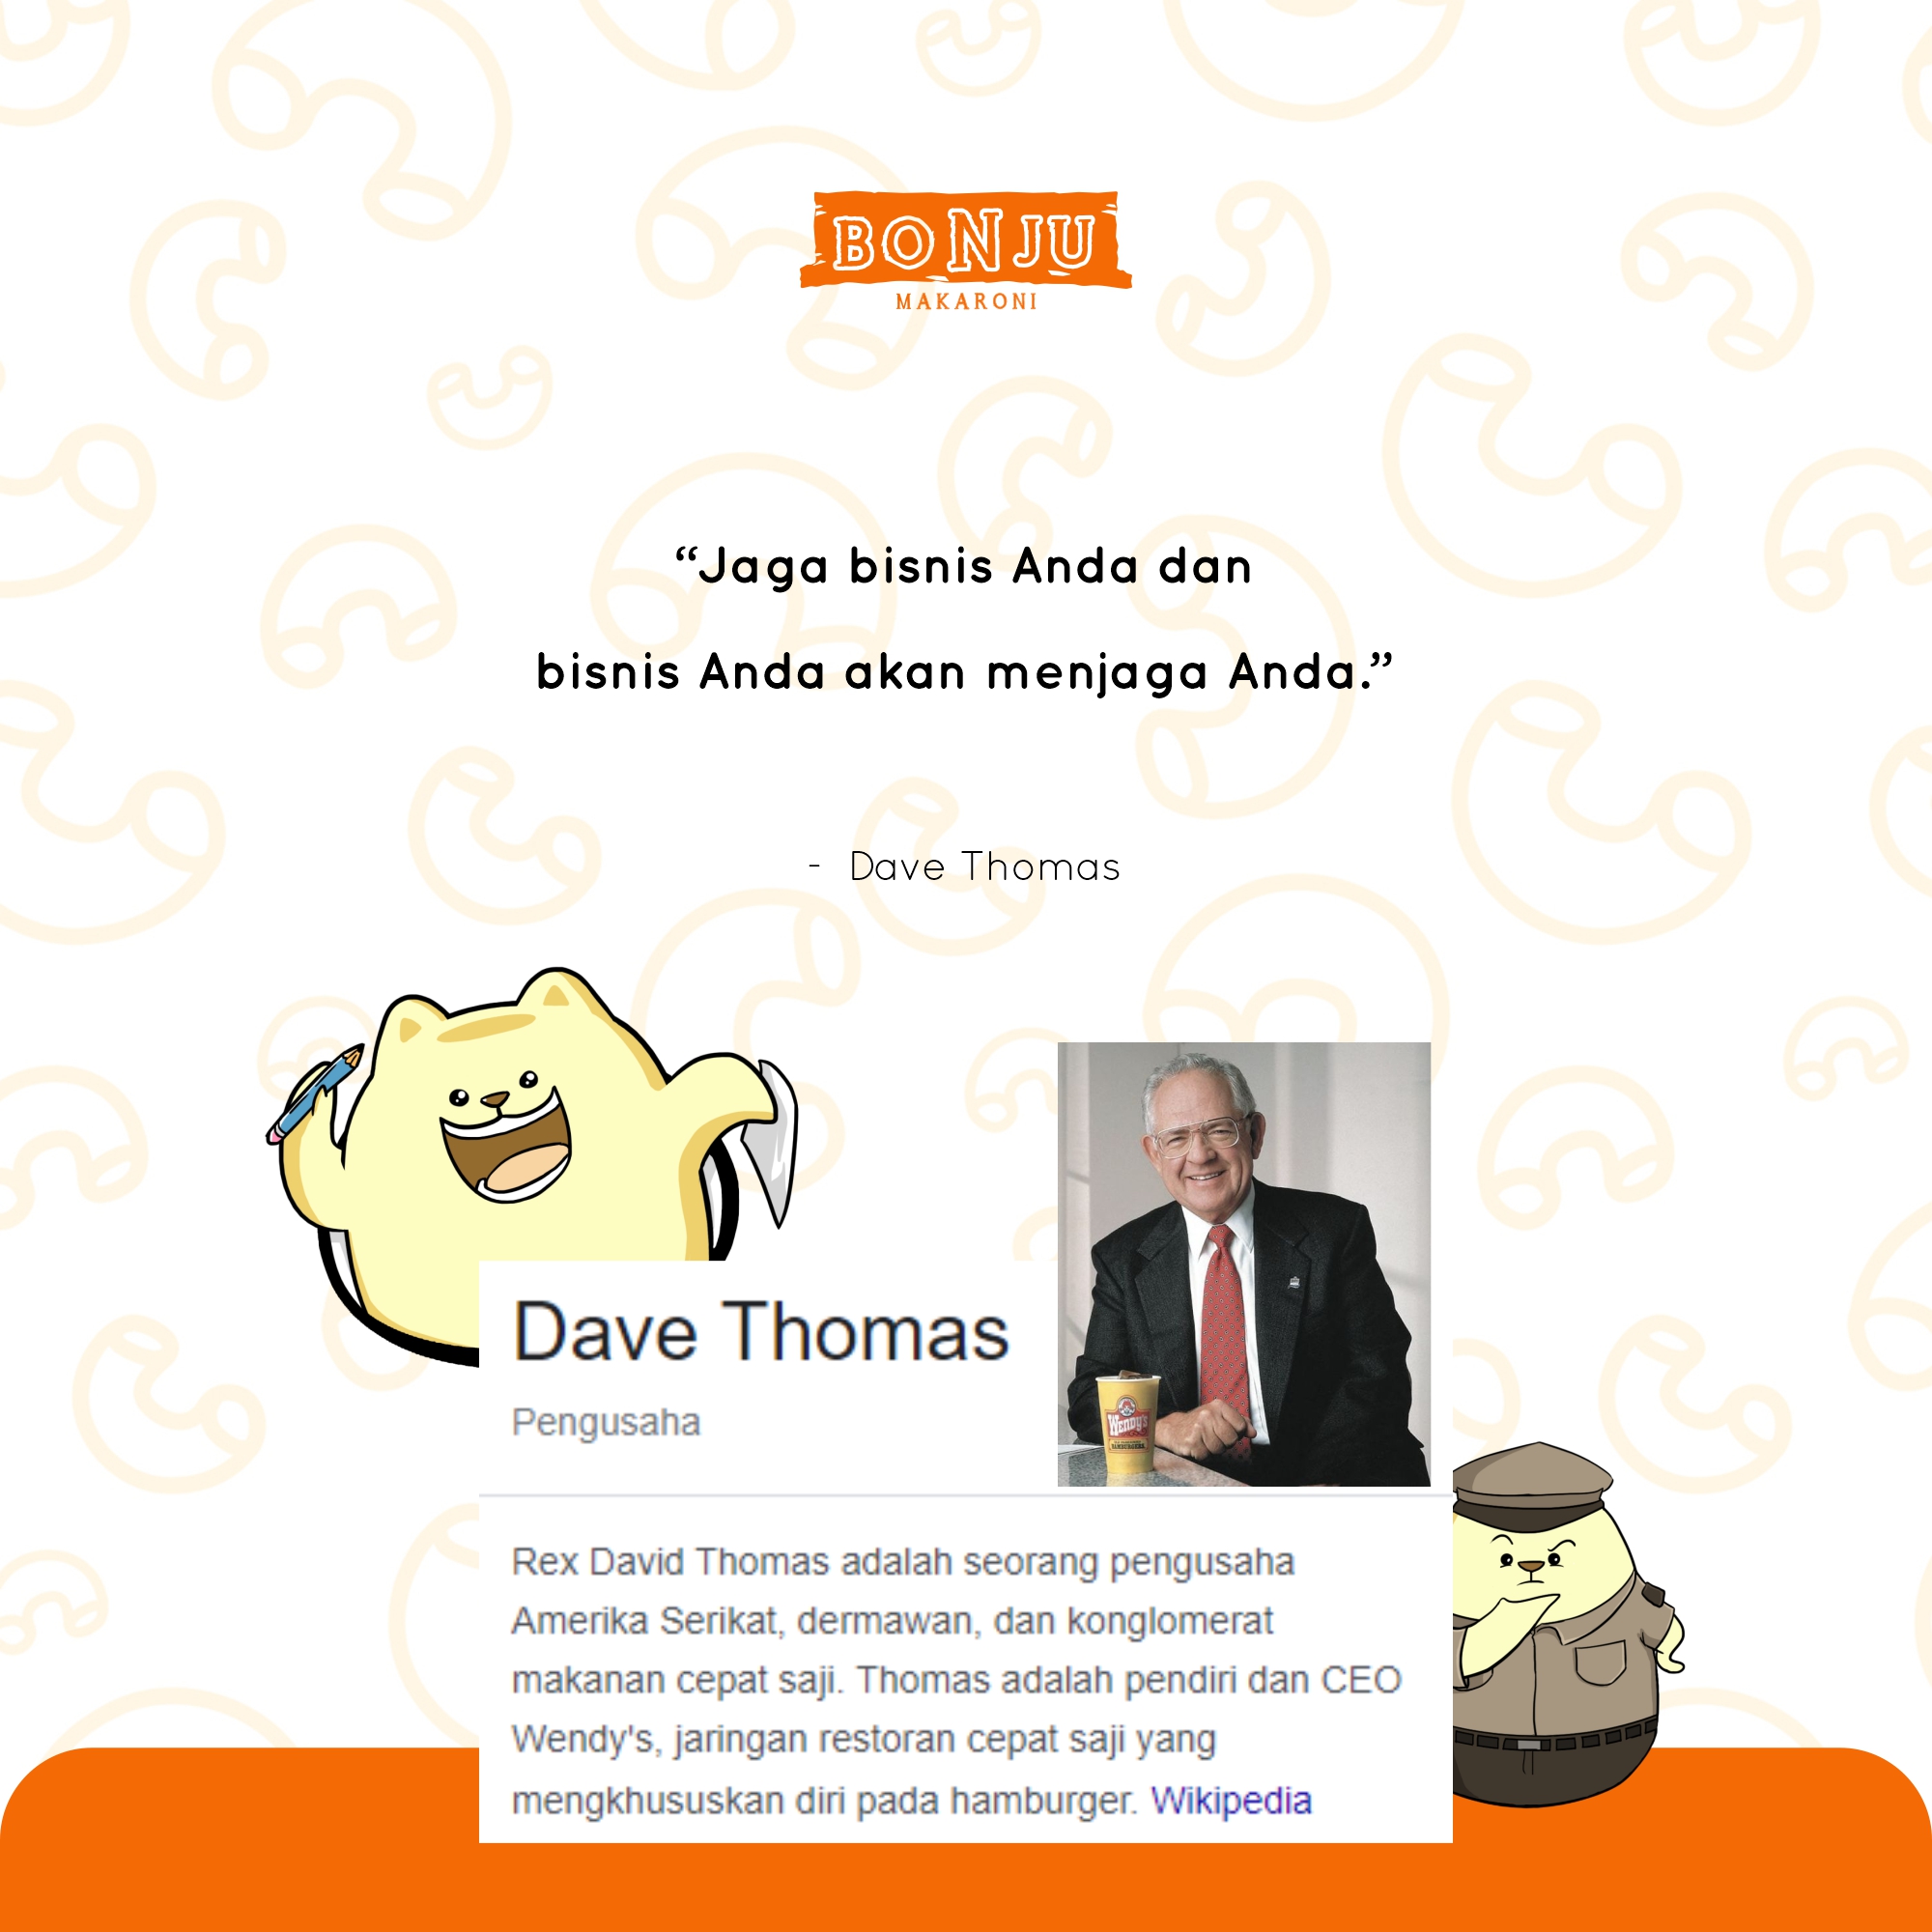 BONJU
MAKARONI
“Jaga bisnis Anda dan
bisnis Anda akan menjaga Anda.”
- Dave Thomas
Dave Thomas
Pengusaha
Wendy's
HAMBURGERS
Rex David Thomas adalah seorang pengusaha
Amerika Serikat, dermawan, dan konglomerat
makanan cepat saji. Thomas adalah pendiri dan CEO
Wendy's, jaringan restoran cepat saji yang
mengkhususkan diri pada hamburger. Wikipedia